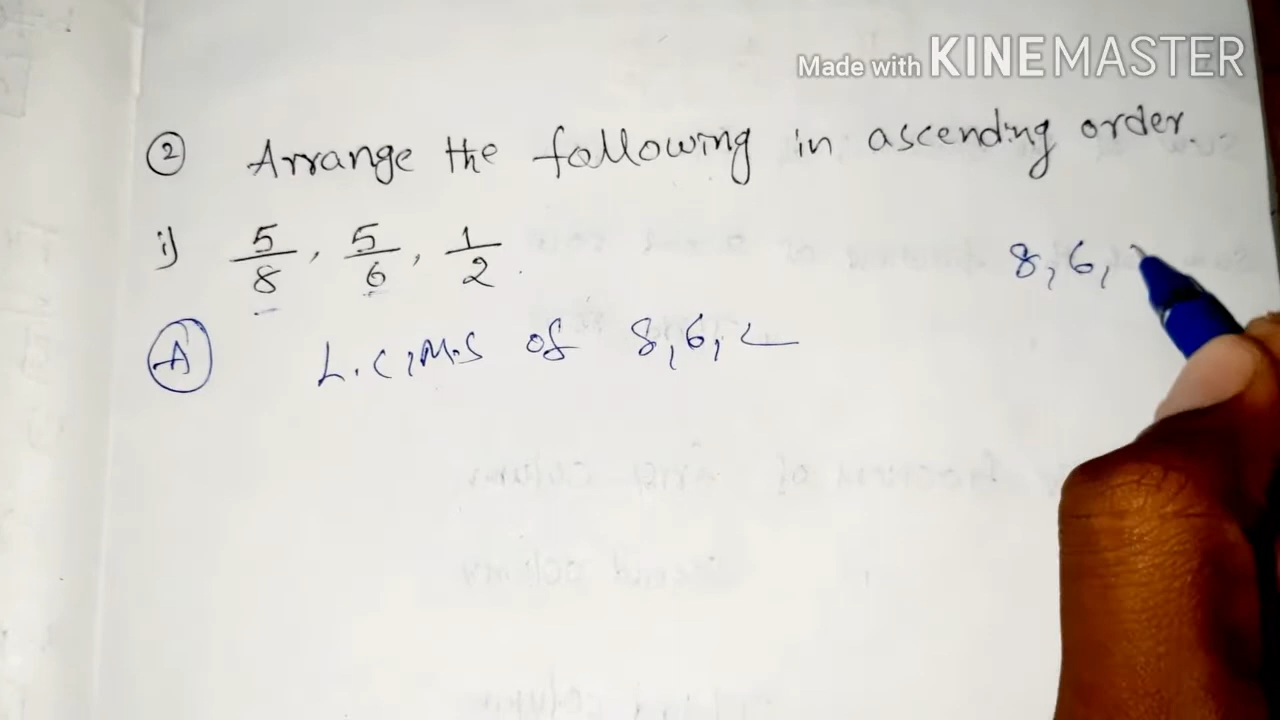 Made with KINEMASTER
② Arrange the following in ascending order.
i) 5/8, 5/6, 1/2.
8, 6,
Ⓐ L.C.M.S of 8, 6, 2